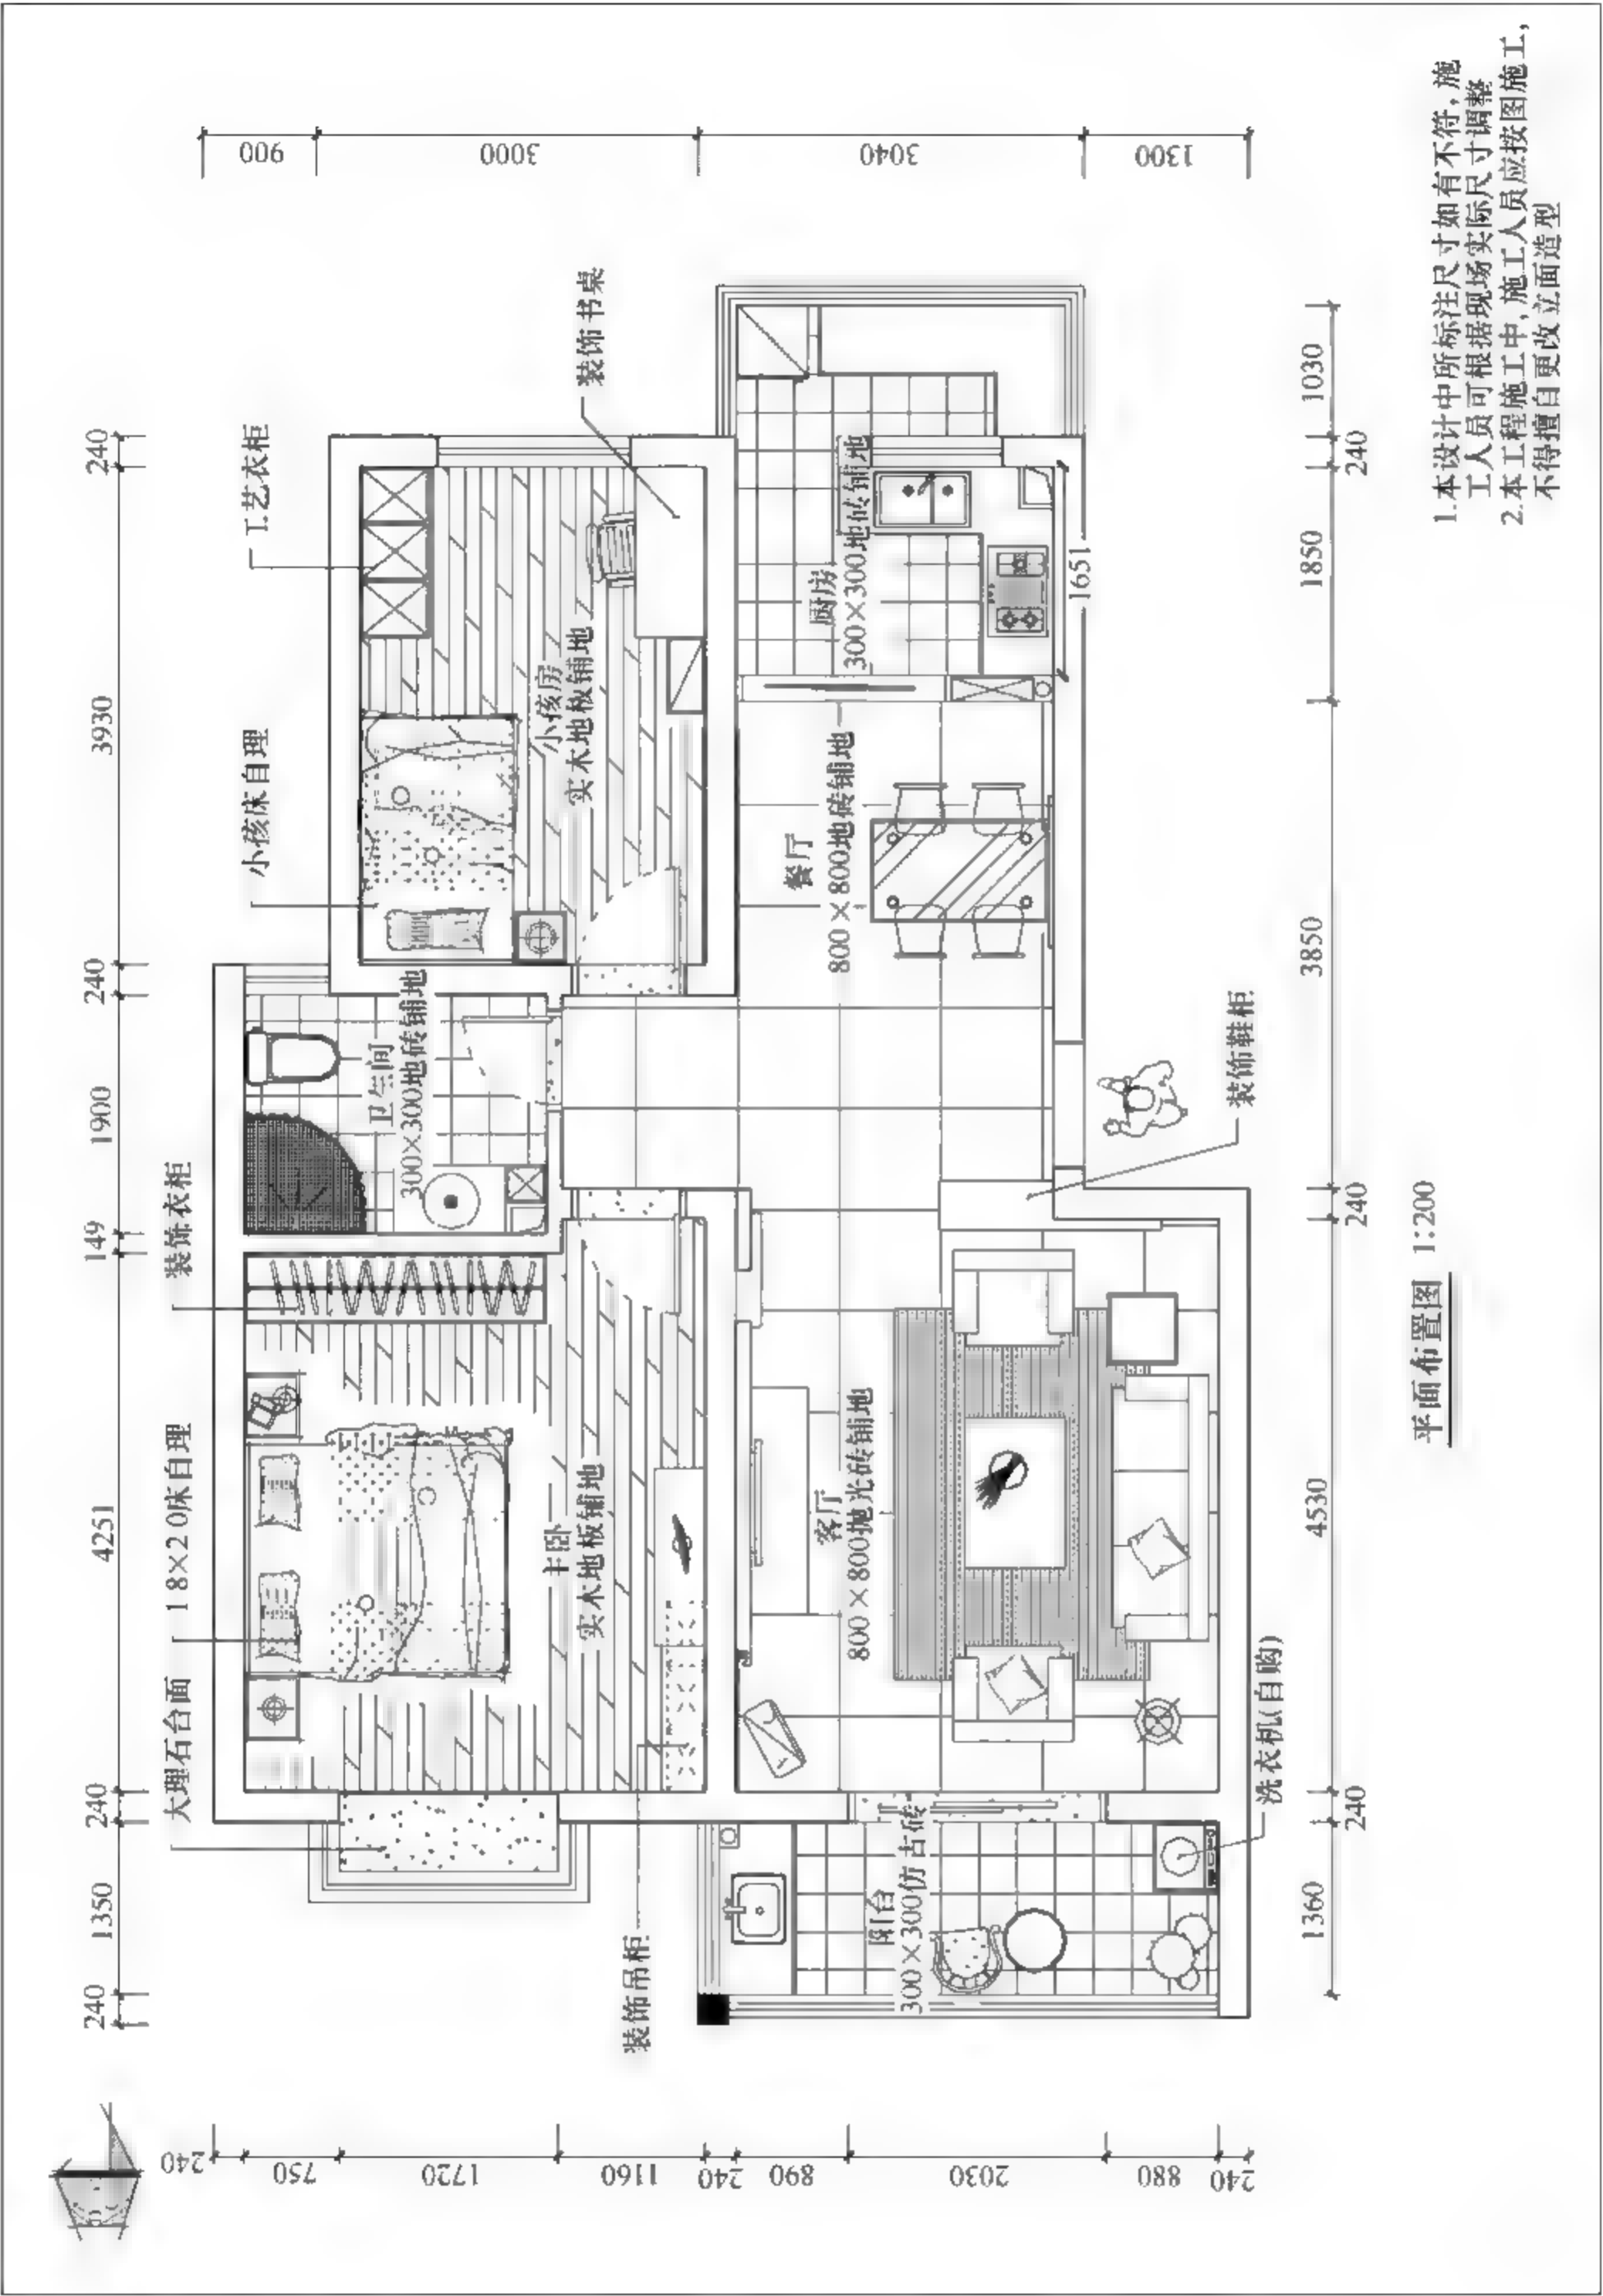 240 1350 240 4251 149 1900 240 3930 240
大理石台面
1 8×2 0床自理
装饰衣柜
小孩床自理
工艺衣柜
装饰书桌
装饰吊柜
卫生间
300×300地砖铺地
小孩房
实木地板铺地
主卧
实木地板铺地
厨房
300×300地砖铺地
1651
餐厅
800×800地砖铺地
客厅
800×800抛光砖铺地
阳台
300×300仿古砖
装饰鞋柜
洗衣机(自购)
240
750
1720
1160
240
890
2030
880
240
900
3000
3040
1300
1360 4530 3850 1850 1030
240 240 240
平面布置图 1:200
1.本设计中所标注尺寸如有不符,施
工人员可根据现场实际尺寸调整
2.本工程施工中,施工人员应按图施工,
不得擅自更改立面造型